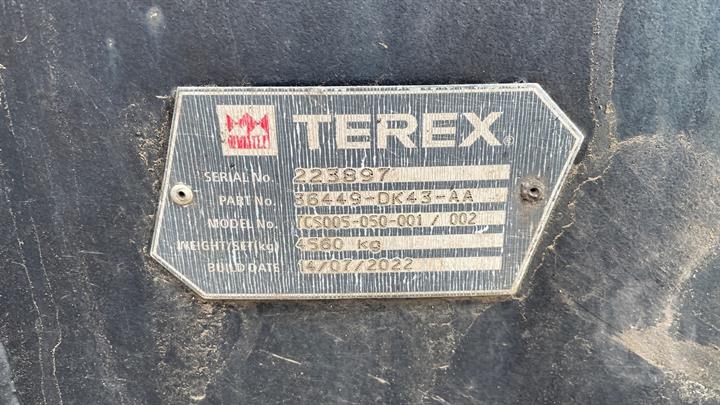 TEREX®
SERIAL No. 223897
PART No. 36449-DK43-AA
MODEL No. CS005-050-001 / 002
WEIGHT/SET(kg) 4560 kg
BUILD DATE 14/07/2022